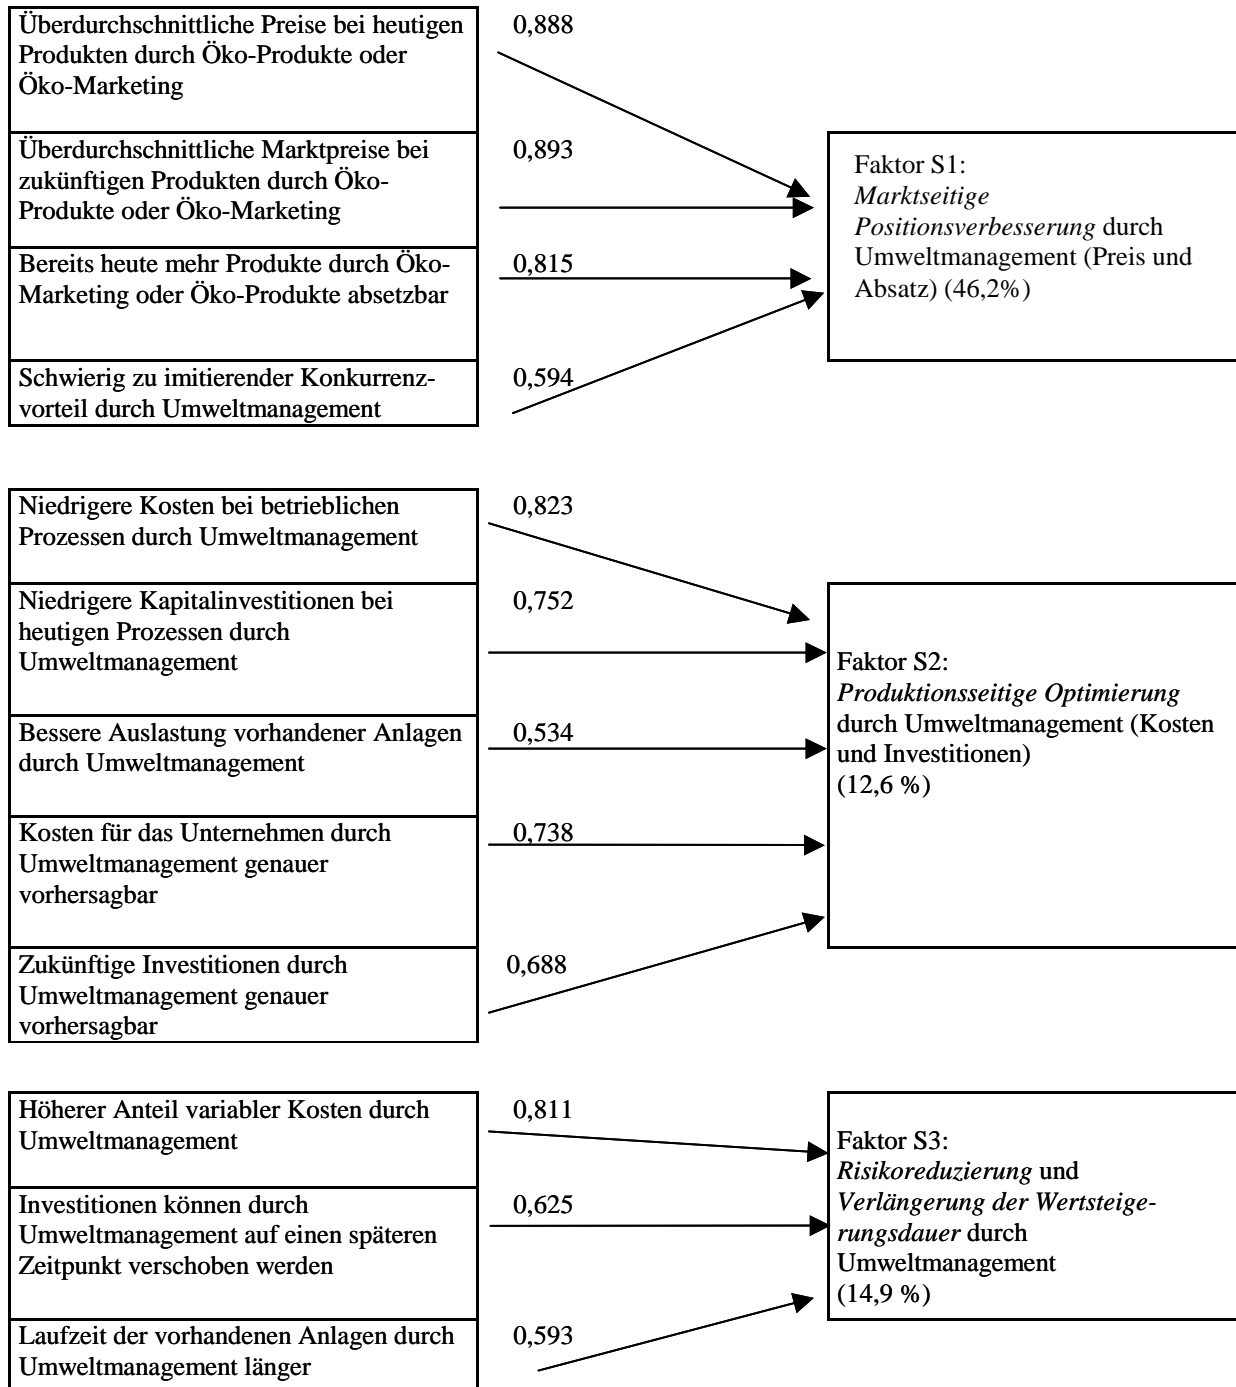 Überdurchschnittliche Preise bei heutigen
Produkten durch Öko-Produkte oder
Öko-Marketing
0,888
Überdurchschnittliche Marktpreise bei
zukünftigen Produkten durch Öko-
Produkte oder Öko-Marketing
0,893
Bereits heute mehr Produkte durch Öko-
Marketing oder Öko-Produkte absetzbar
0,815
Schwierig zu imitierender Konkurrenz-
vorteil durch Umweltmanagement
0,594
Faktor S1:
Marktseitige
Positionsverbesserung durch
Umweltmanagement (Preis und
Absatz) (46,2%)
Niedrigere Kosten bei betrieblichen
Prozessen durch Umweltmanagement
0,823
Niedrigere Kapitalinvestitionen bei
heutigen Prozessen durch
Umweltmanagement
0,752
Bessere Auslastung vorhandener Anlagen
durch Umweltmanagement
0,534
Kosten für das Unternehmen durch
Umweltmanagement genauer
vorhersagbar
0,738
Zukünftige Investitionen durch
Umweltmanagement genauer
vorhersagbar
0,688
Faktor S2:
Produktionsseitige Optimierung
durch Umweltmanagement (Kosten
und Investitionen)
(12,6 %)
Höherer Anteil variabler Kosten durch
Umweltmanagement
0,811
Investitionen können durch
Umweltmanagement auf einen späteren
Zeitpunkt verschoben werden
0,625
Laufzeit der vorhandenen Anlagen durch
Umweltmanagement länger
0,593
Faktor S3:
Risikoreduzierung und
Verlängerung der Wertsteige-
rungsdauer durch
Umweltmanagement
(14,9 %)